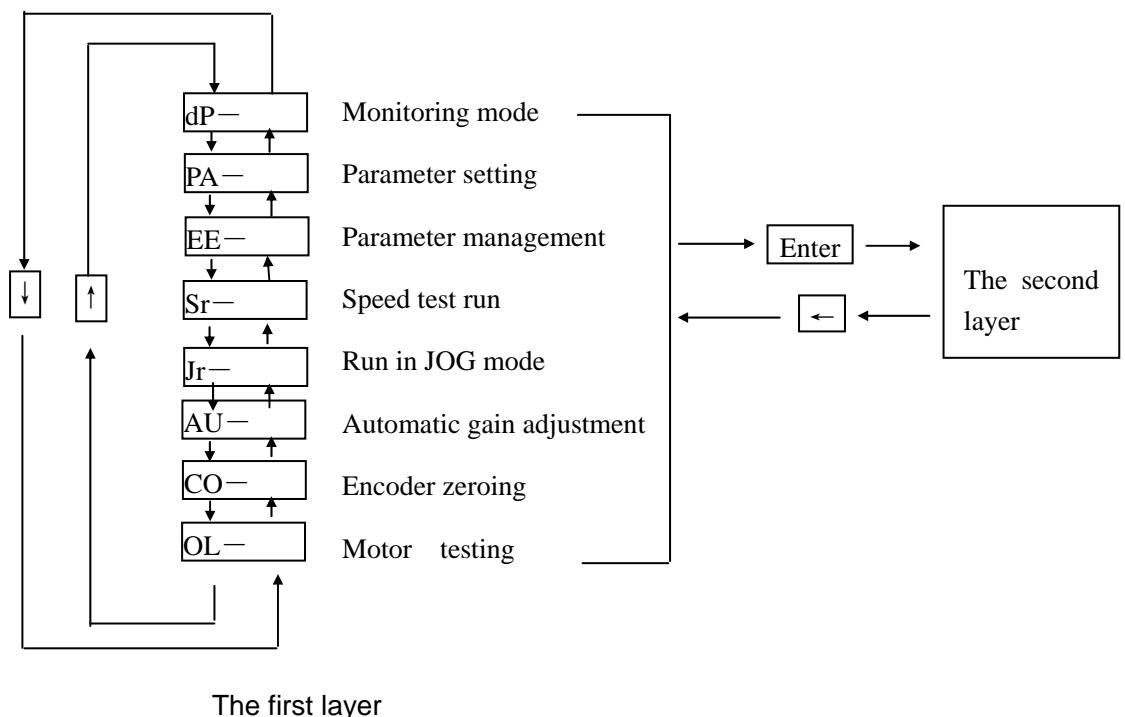 dP－ Monitoring mode
PA－ Parameter setting
EE－ Parameter management
Enter
Sr－ Speed test run
The second
layer
↓
↑
←
Jr－ Run in JOG mode
AU－ Automatic gain adjustment
CO－ Encoder zeroing
OL－ Motor testing
The first layer